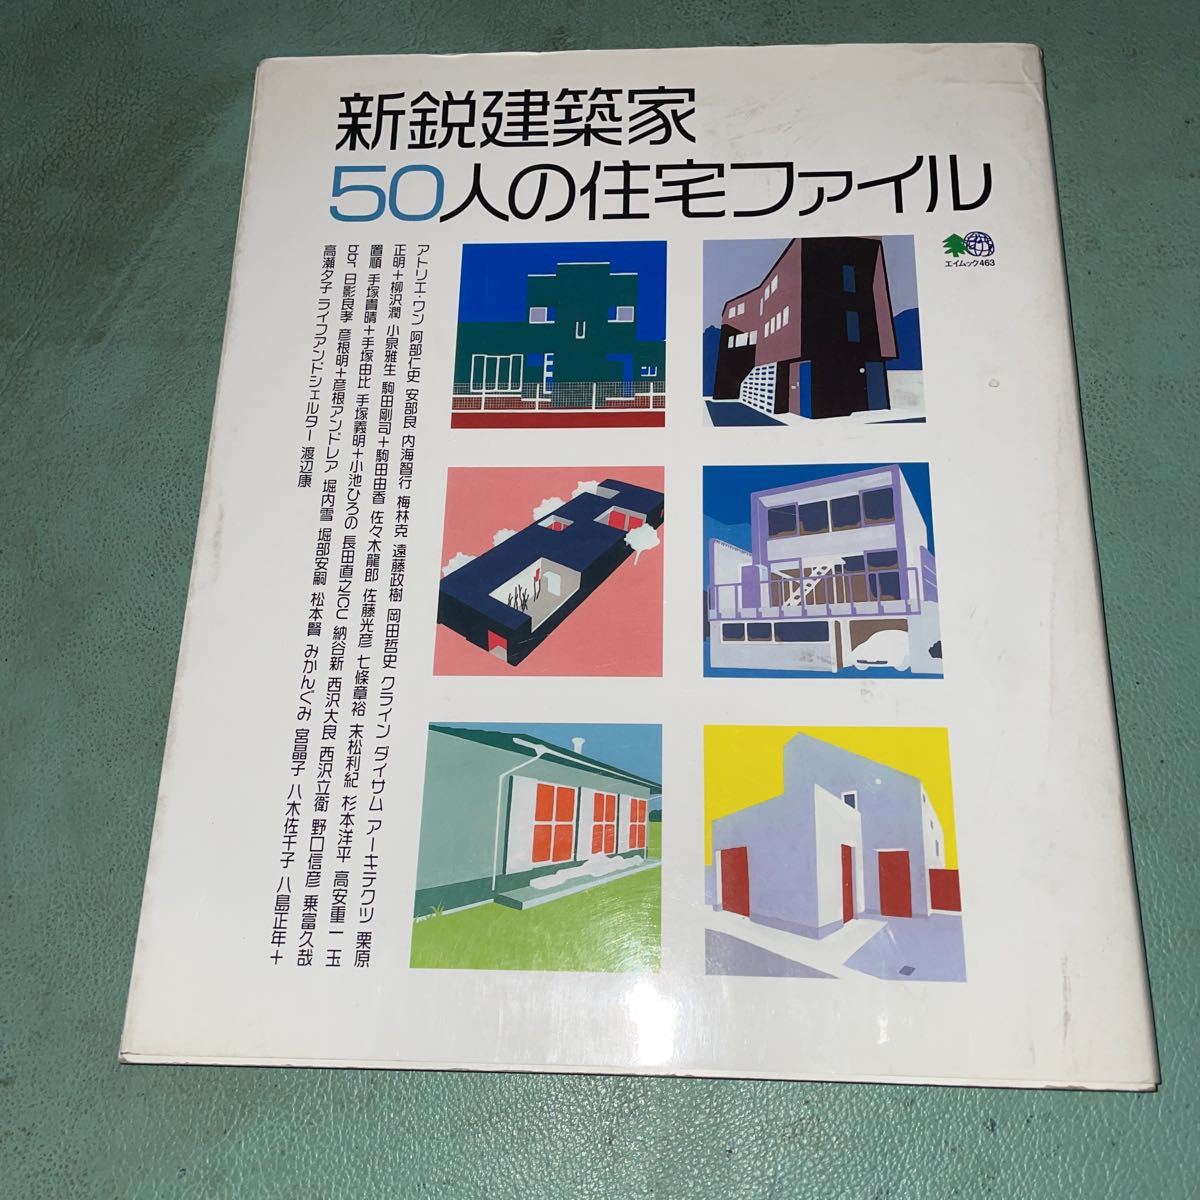 新鋭建築家
50人の住宅ファイル
エイムック463
アトリエ・ワン 阿部仁史 安部良 内海智行 梅林克 遠藤政樹 岡田哲史 クライン ダイサム アーキテクツ 栗原
正明+柳沢潤 小泉雅生 駒田剛司+駒田由香 佐々木龍郎 佐藤光彦 七條章裕 末松利紀 杉本洋平 高安重一 玉
置順 手塚貴晴+手塚由比 手塚義明+小池ひろの 長田直之ICU 納谷新 西沢大良 西沢立衛 野口信彦 乗富久哉
bbr. 日影良孝 彦根明+彦根アンドレア 堀内雪 堀部安嗣 松本賢 みかんぐみ 宮晶子 八木佐千子 八島正年+
高瀬夕子 ライフアンドシェルター 渡辺康